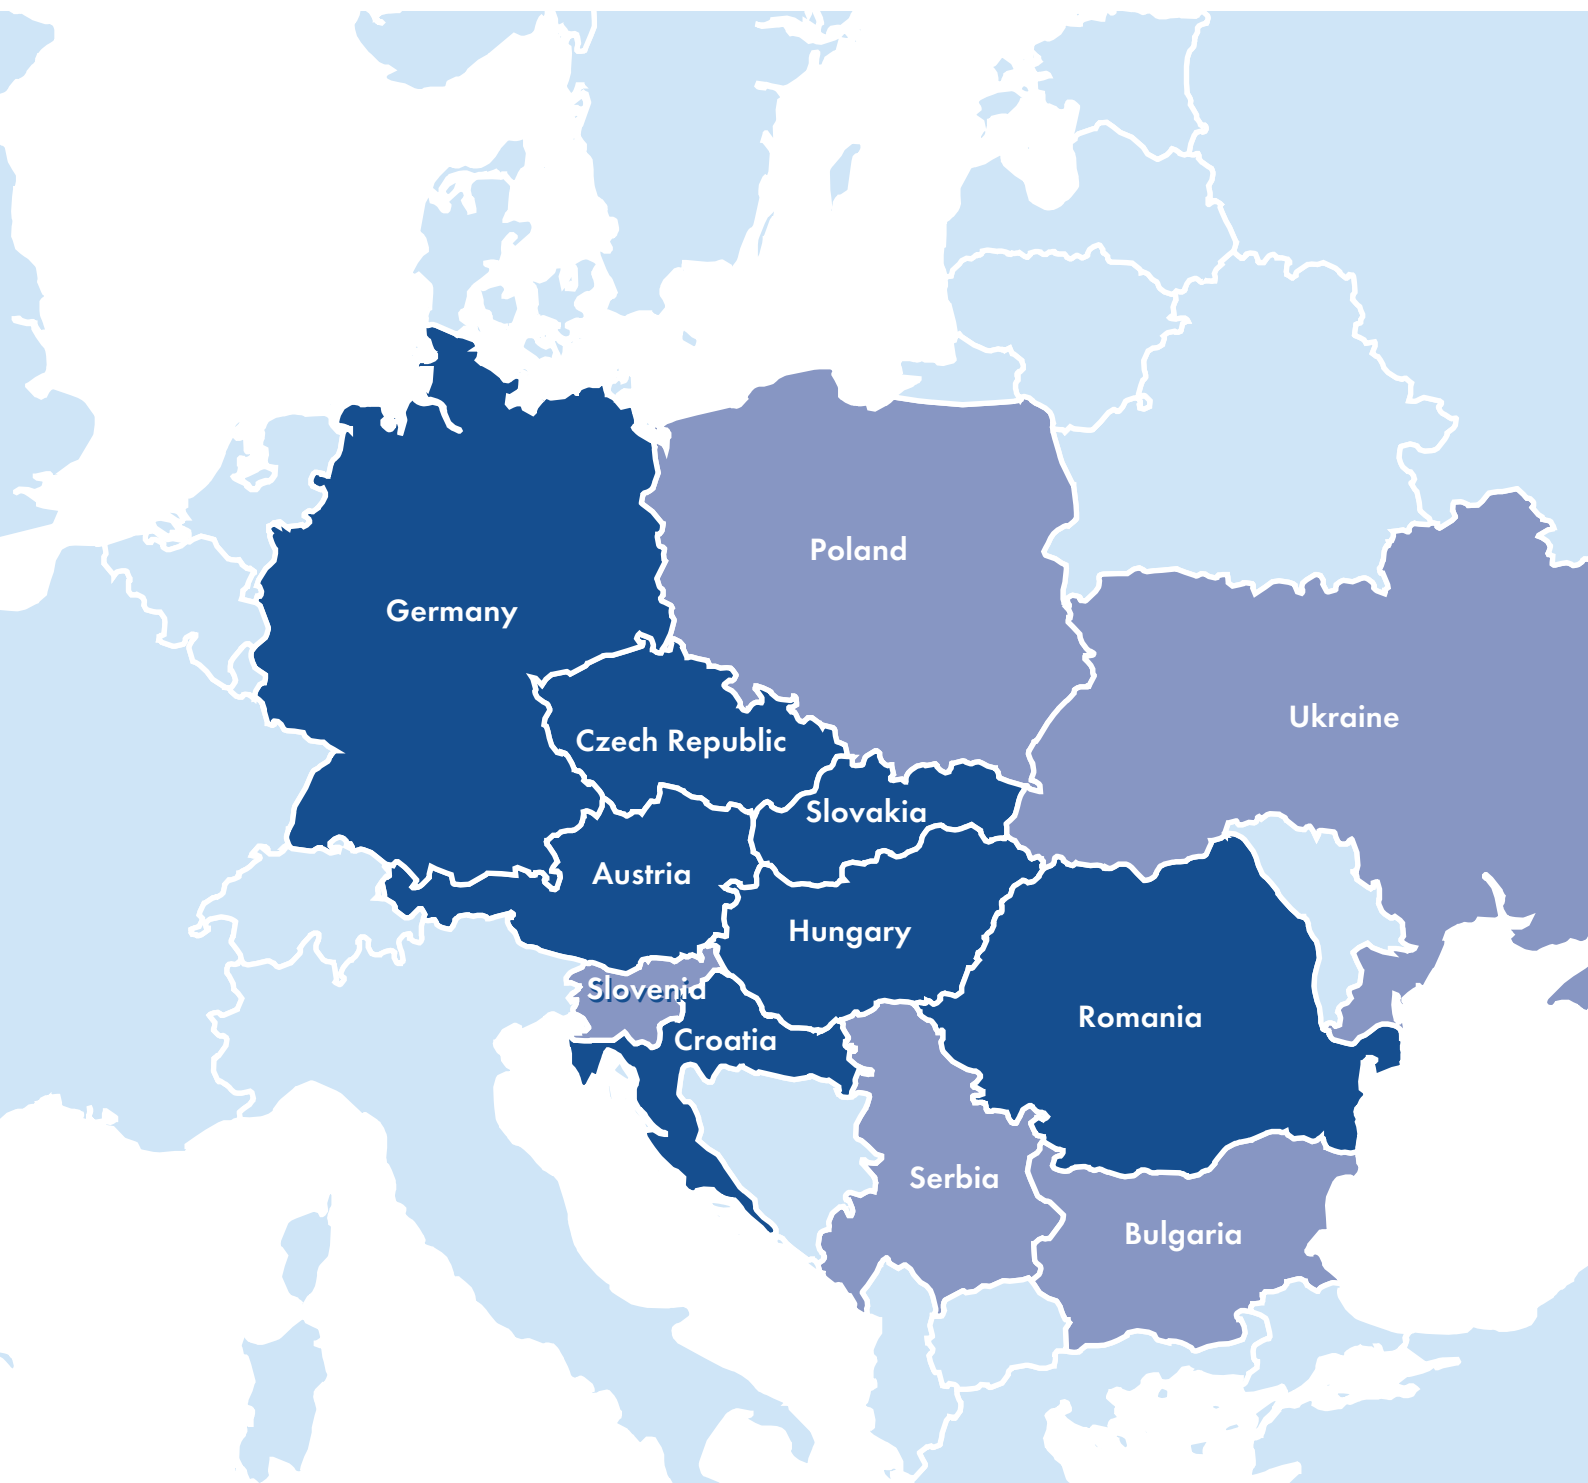 Poland
Germany
Ukraine
Czech Republic
Slovakia
Austria
Hungary
Slovenia
Romania
Croatia
Serbia
Bulgaria